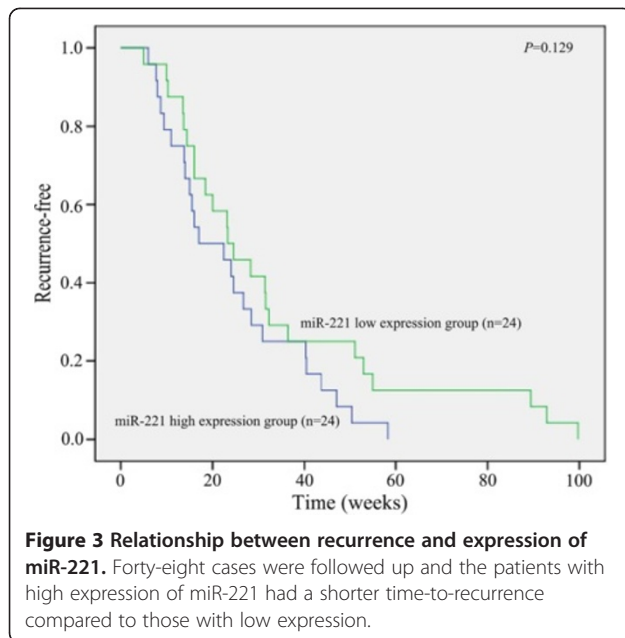 P=0.129
1.0
0.8
0.6
0.4
0.2
0.0
Recurrence-free
miR-221 low expression group (n=24)
miR-221 high expression group (n=24)
0 20 40 60 80 100
Time (weeks)
Figure 3 Relationship between recurrence and expression of
miR-221. Forty-eight cases were followed up and the patients with
high expression of miR-221 had a shorter time-to-recurrence
compared to those with low expression.